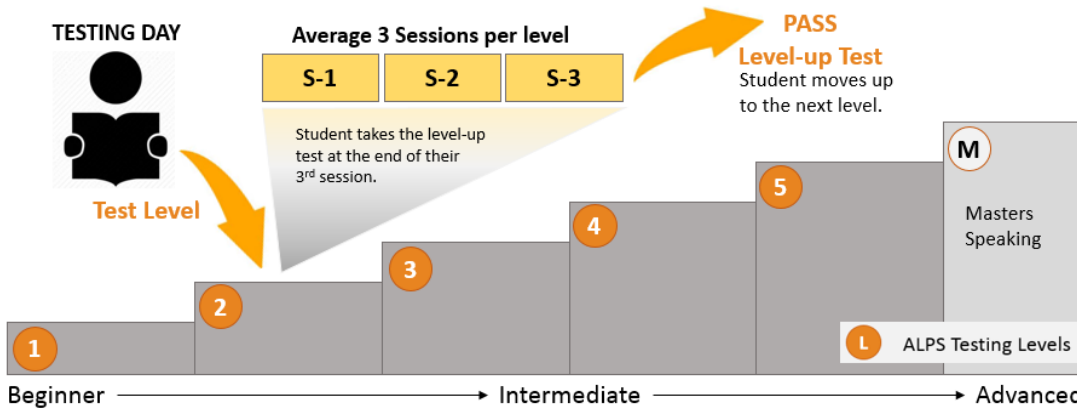 TESTING DAY
Test Level
Average 3 Sessions per level
S-1
S-2
S-3
Student takes the level-up
test at the end of their
3rd session.
PASS
Level-up Test
Student moves up
to the next level.
1
2
3
4
5
M
Masters
Speaking
L
ALPS Testing Levels
Beginner
Intermediate
Advanced